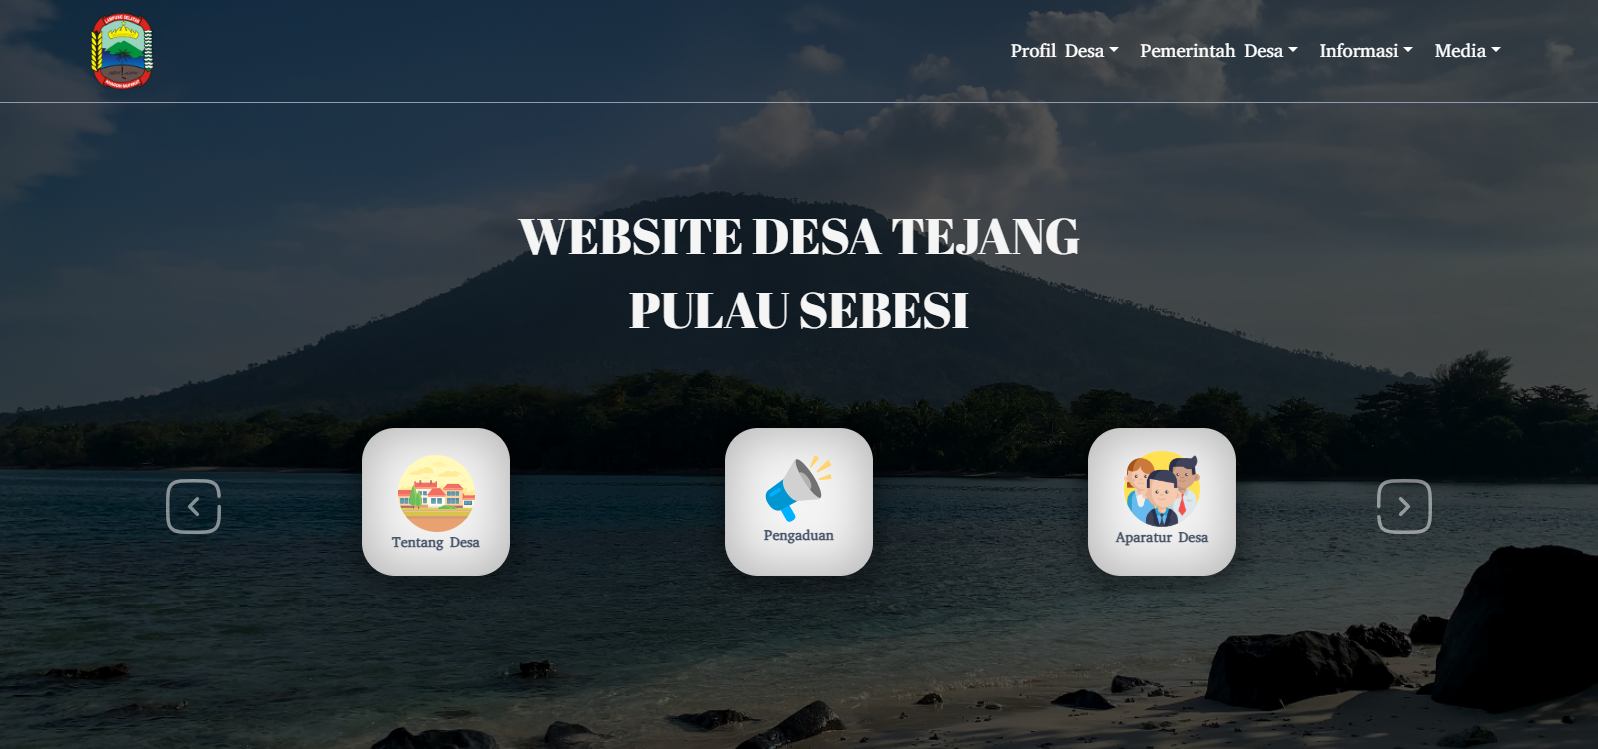 LAMPUNG SELATAN
Profil Desa
Pemerintah Desa
Informasi
Media
WEBSITE DESA TEJANG
PULAU SEBESI
Tentang Desa
Pengaduan
Aparatur Desa